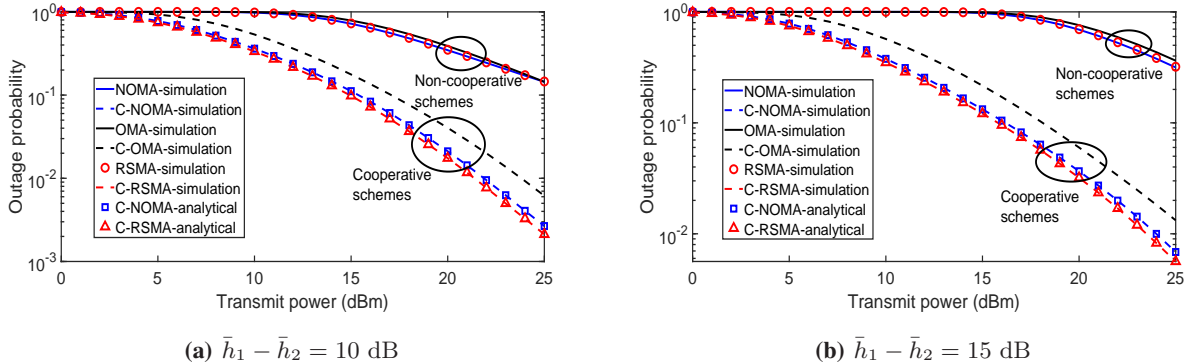 10^0
10^-1
10^-2
10^-3
Outage probability
NOMA-simulation
C-NOMA-simulation
OMA-simulation
C-OMA-simulation
RSMA-simulation
C-RSMA-simulation
C-NOMA-analytical
C-RSMA-analytical
Non-cooperative
schemes
Cooperative
schemes
0 5 10 15 20 25
Transmit power (dBm)
(a) h̄₁ − h̄₂ = 10 dB
10^0
10^-1
10^-2
Outage probability
NOMA-simulation
C-NOMA-simulation
OMA-simulation
C-OMA-simulation
RSMA-simulation
C-RSMA-simulation
C-NOMA-analytical
C-RSMA-analytical
Non-cooperative
schemes
Cooperative
schemes
0 5 10 15 20 25
Transmit power (dBm)
(b) h̄₁ − h̄₂ = 15 dB